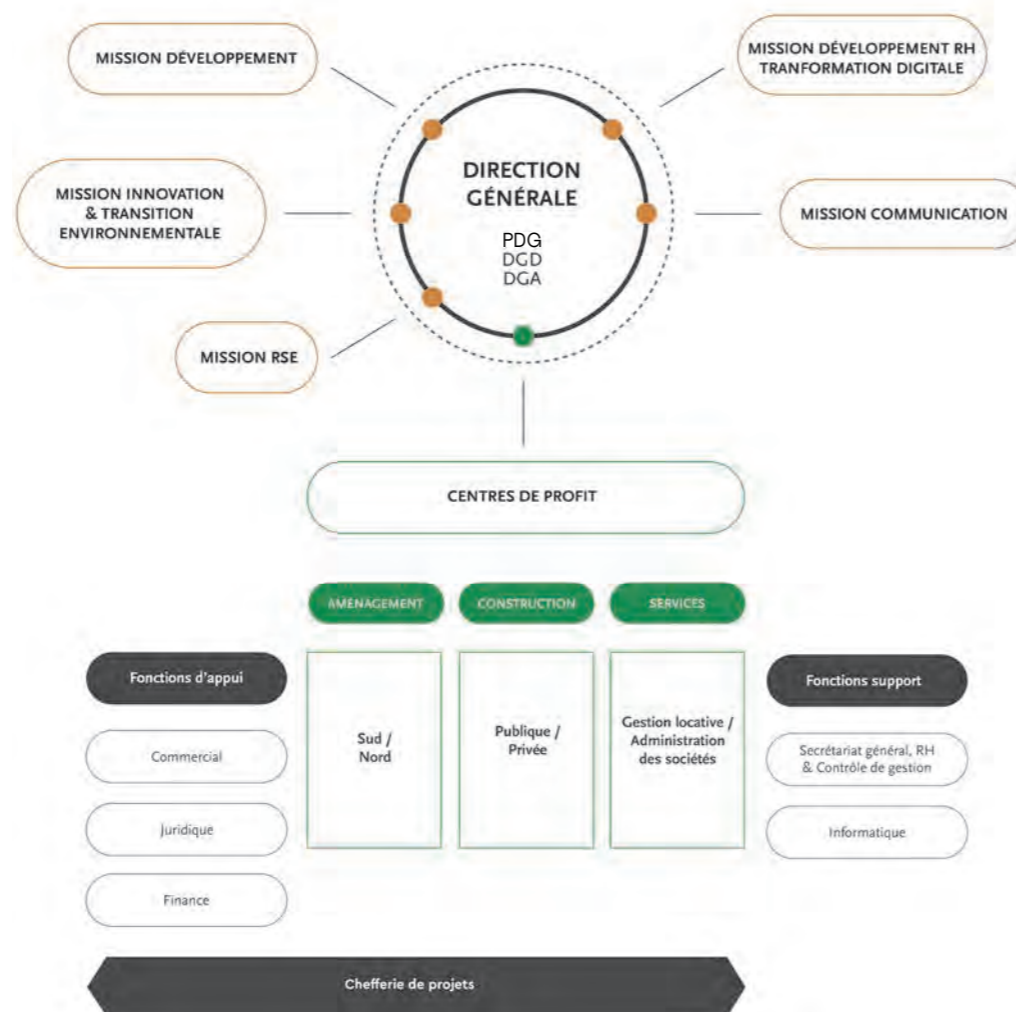 MISSION DÉVELOPPEMENT
MISSION DÉVELOPPEMENT RH
TRANFORMATION DIGITALE
DIRECTION
GÉNÉRALE
PDG
DGD
DGA
MISSION INNOVATION
& TRANSITION
ENVIRONNEMENTALE
MISSION COMMUNICATION
MISSION RSE
CENTRES DE PROFIT
AMÉNAGEMENT
CONSTRUCTION
SERVICES
Fonctions d'appui
Commercial
Juridique
Finance
Sud /
Nord
Publique /
Privée
Gestion locative /
Administration
des sociétés
Fonctions support
Secrétariat général, RH
& Contrôle de gestion
Informatique
Chefferie de projets